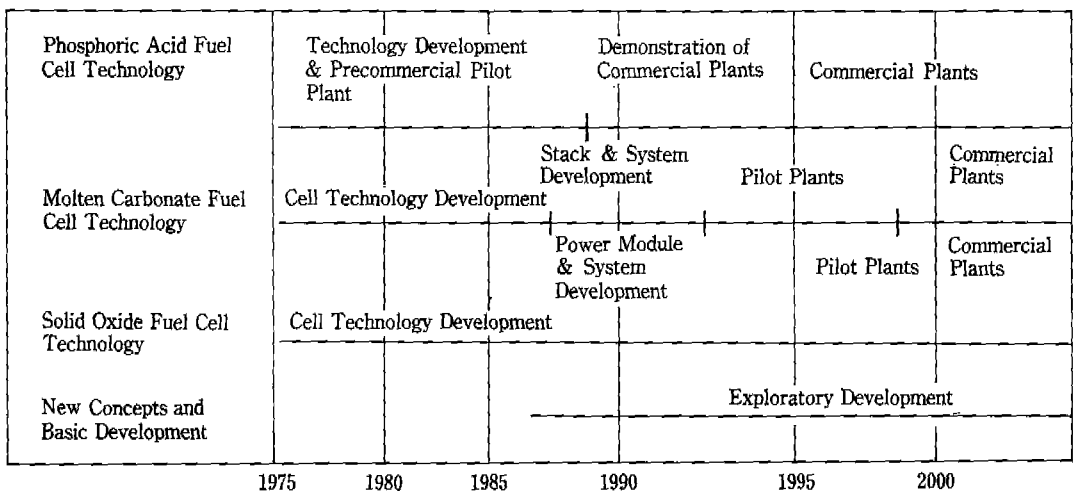 Phosphoric Acid Fuel
Cell Technology
Technology Development
& Precommercial Pilot
Plant
Demonstration of
Commercial Plants
Commercial Plants
Molten Carbonate Fuel
Cell Technology
Cell Technology Development
Stack & System
Development
Pilot Plants
Commercial
Plants
Solid Oxide Fuel Cell
Technology
Cell Technology Development
Power Module
& System
Development
Pilot Plants
Commercial
Plants
New Concepts and
Basic Development
Exploratory Development
1975 1980 1985 1990 1995 2000